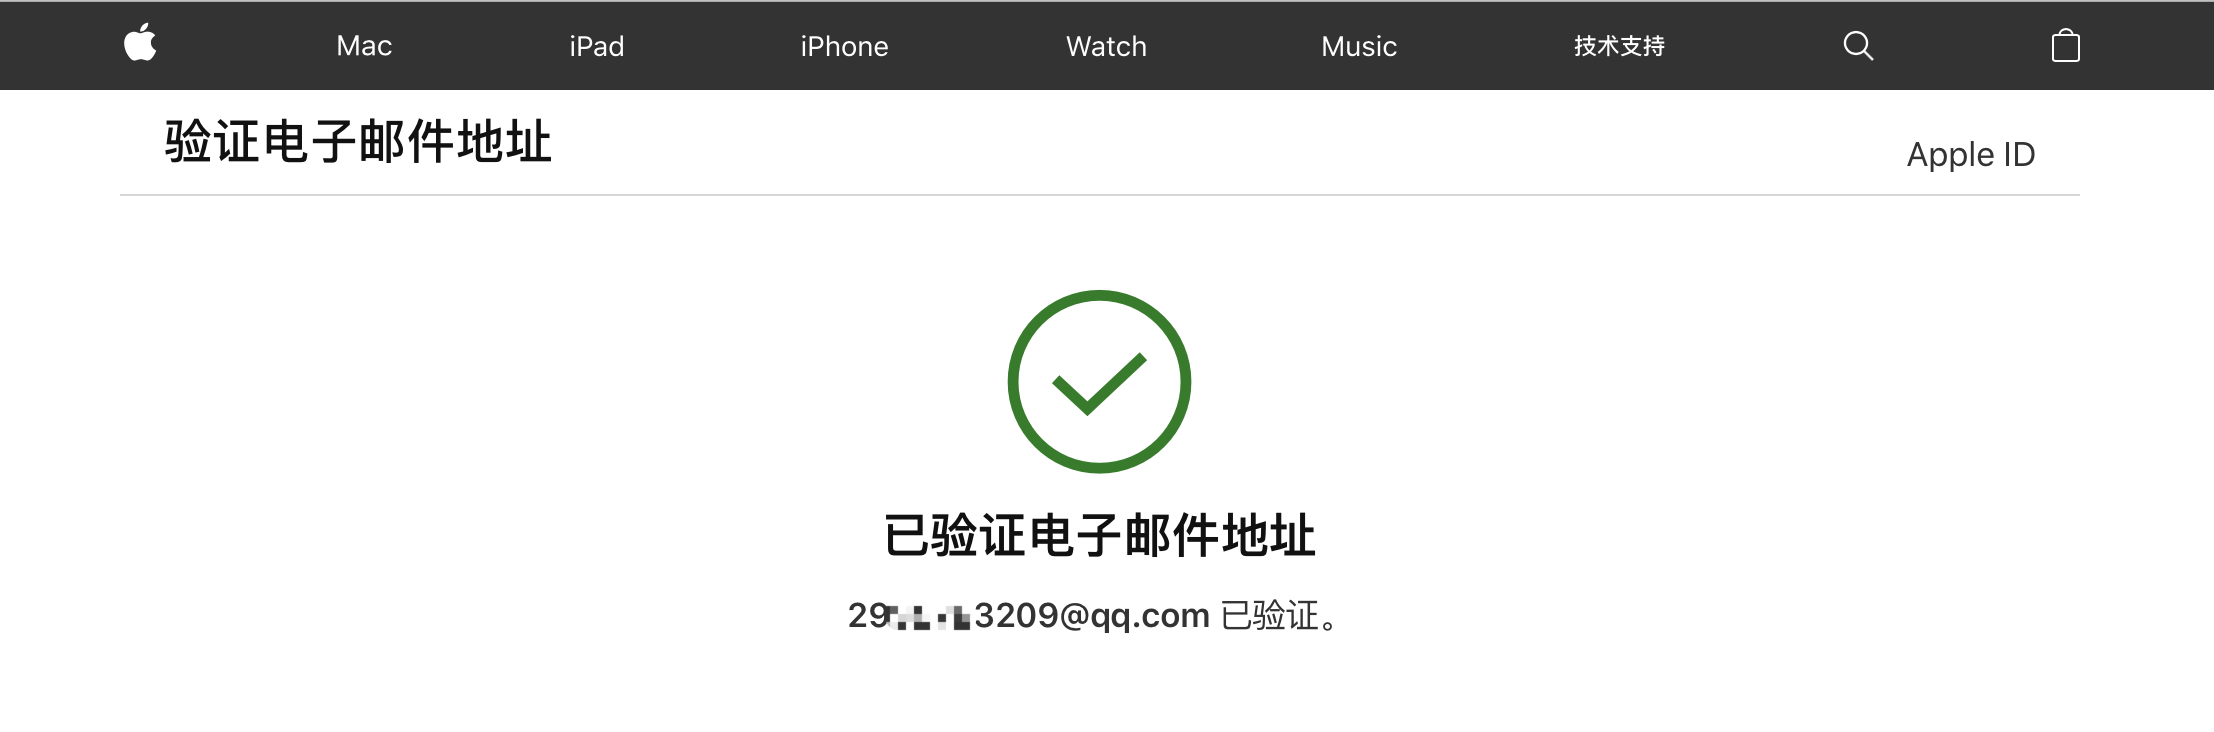 Mac iPad iPhone Watch Music 技术支持
验证电子邮件地址
Apple ID
已验证电子邮件地址
29 3209@qq.com 已验证。